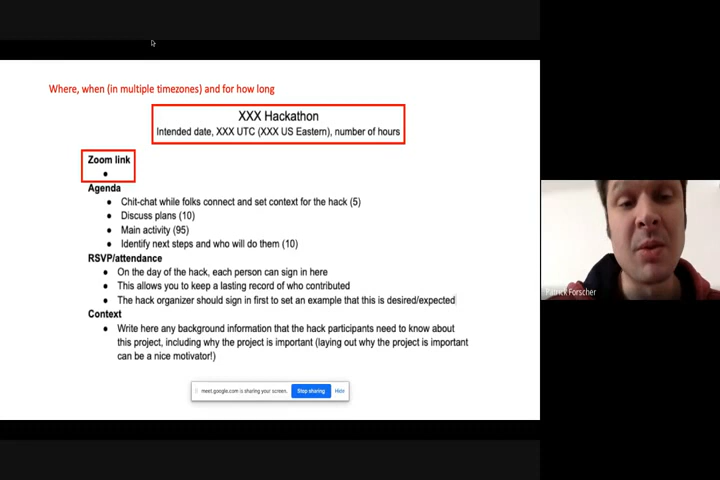 Where, when (in multiple timezones) and for how long
XXX Hackathon
Intended date, XXX UTC (XXX US Eastern), number of hours
Zoom link
●
Agenda
● Chit-chat while folks connect and set context for the hack (5)
● Discuss plans (10)
● Main activity (95)
● Identify next steps and who will do them (10)
RSVP/attendance
● On the day of the hack, each person can sign in here
● This allows you to keep a lasting record of who contributed
● The hack organizer should sign in first to set an example that this is desired/expected
Context
● Write here any background information that the hack participants need to know about
this project, including why the project is important (laying out why the project is important
can be a nice motivator!)
meet.google.com is sharing your screen. Stop sharing Hide
Patrick Forscher